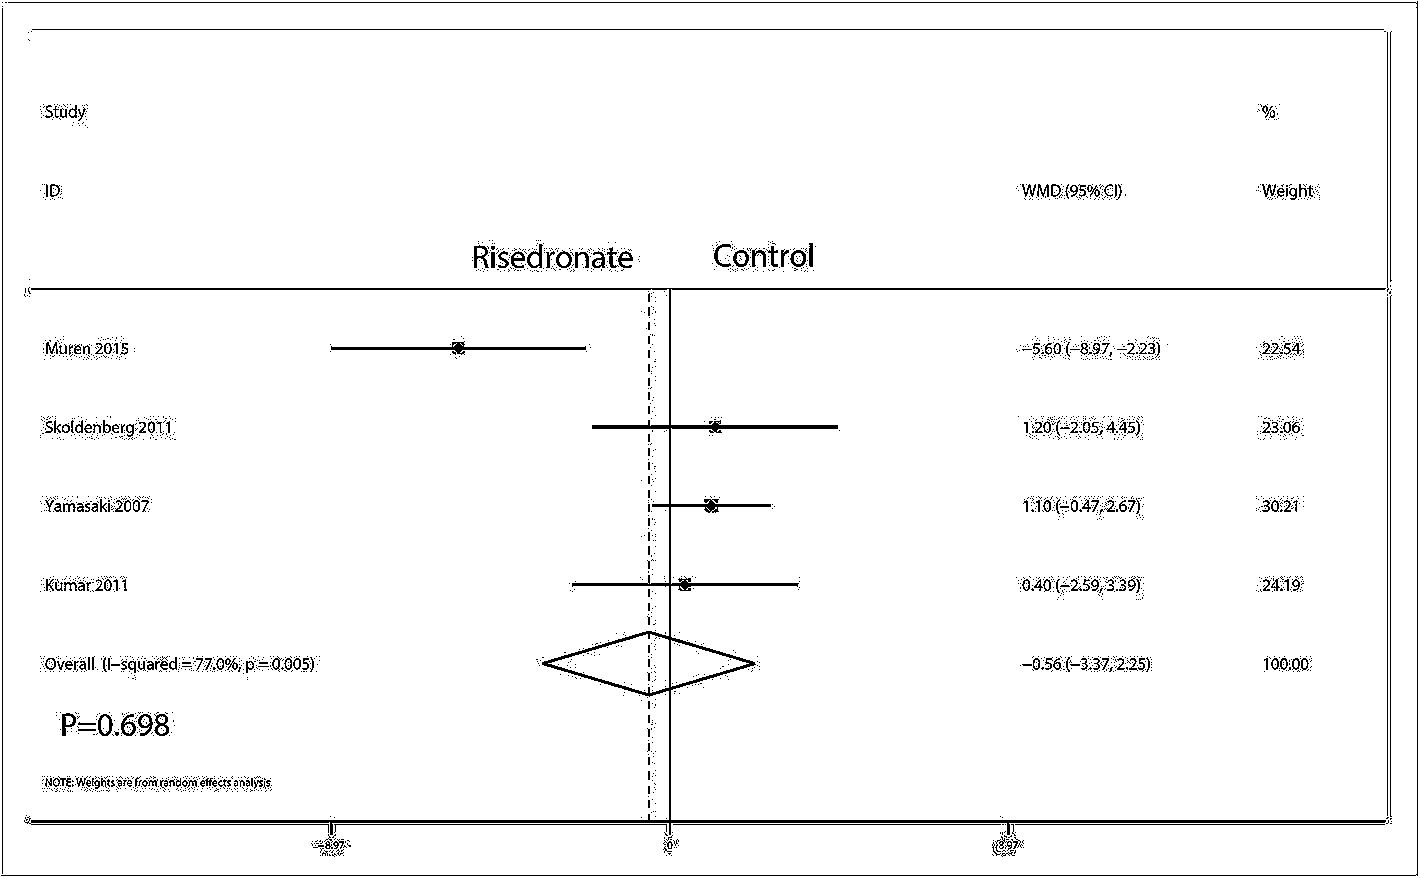 Study %
ID WMD (95% CI) Weight
Risedronate Control
Muren 2015 −5.60 (−8.97, −2.23) 22.54
Skoldenberg 2011 1.20 (−2.05, 4.45) 23.06
Yamasaki 2007 1.10 (−0.47, 2.67) 30.21
Kumar 2011 0.40 (−2.59, 3.39) 24.19
Overall (I−squared = 77.0%, p = 0.005) −0.56 (−3.37, 2.25) 100.00
P=0.698
NOTE: Weights are from random effects analysis
−8.97 0 8.97